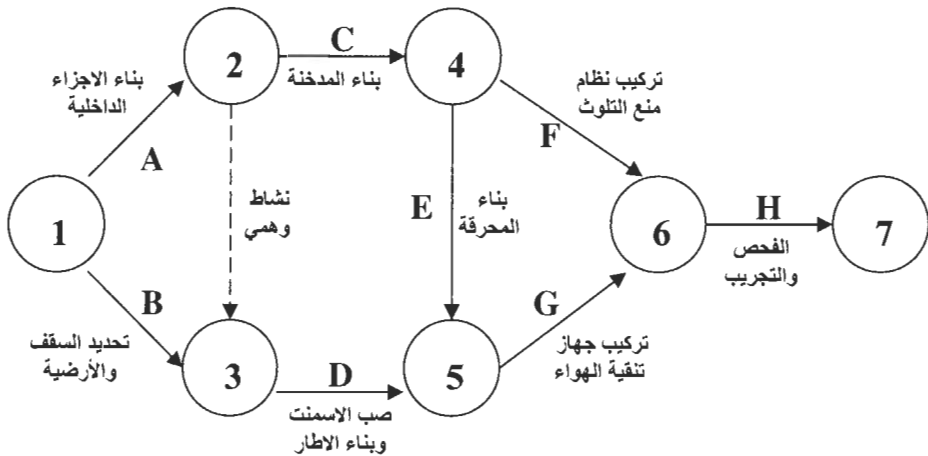 2
C
4
بناء الاجزاء
الداخلية
بناء المدخنة
تركيب نظام
منع التلوث
A
F
نشاط
وهمي
E
بناء
المحرقة
1
6
H
7
الفحص
والتجريب
B
G
تحديد السقف
والأرضية
3
D
5
تركيب جهاز
تنقية الهواء
صب الاسمنت
وبناء الاطار